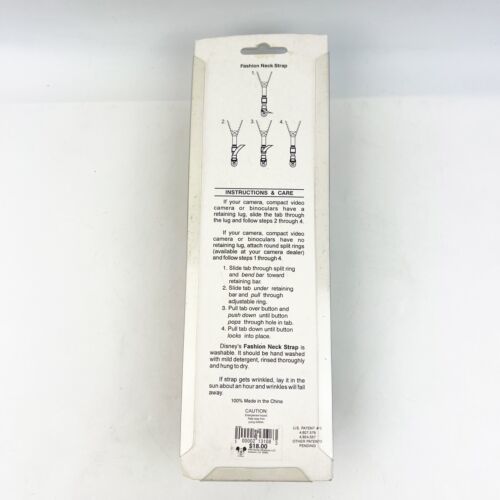 Fashion Neck Strap
1.
2. 3. 4.
INSTRUCTIONS & CARE
If your camera, compact video
camera or binoculars have a
retaining lug, slide the tab through
the lug and follow steps 2 through 4.
If your camera, compact video
camera or binoculars have no
retaining lug, attach round split rings
(available at your camera dealer)
and follow steps 1 through 4.
1. Slide tab through split ring
and bend bar toward
retaining bar.
2. Slide tab under retaining
bar and pull through
adjustable ring.
3. Pull tab over button and
push down until button
pops through hole in tab.
4. Pull tab down until button
locks into place.
Disney's Fashion Neck Strap is
washable. It should be hand washed
with mild detergent, rinsed thoroughly
and hung to dry.
If strap gets wrinkled, lay it in the
sun about an hour and wrinkles will fall
away.
100% Made in the China
CAUTION:
$18.00
U.S. PATENT #'S
OTHER PATENTS
PENDING